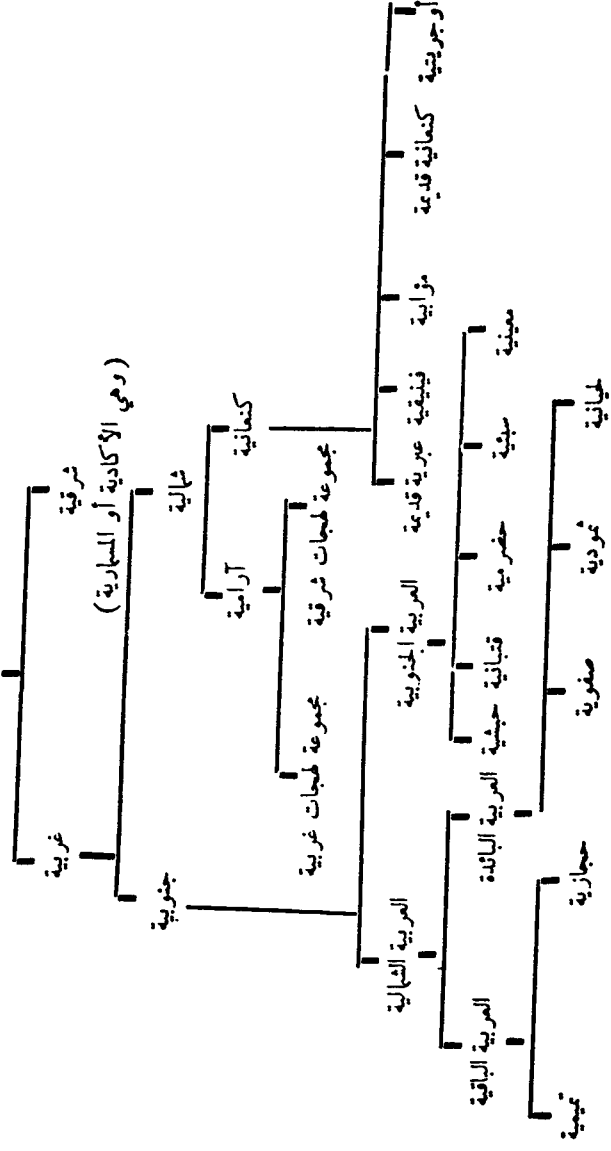 شرقية
(وهي الأكادية أو المسمارية)
غربية
شمالية
جنوبية
كنعانية
آرامية
مجموعة لهجات شرقية
مجموعة لهجات غربية
أوجريتية
كنعانية قديمة
مؤابية
فينيقية
عبرية قديمة
العربية الجنوبية
العربية الشمالية
معينية
سبئية
حضرمية
قتبانية
حبشية
العربية البائدة
العربية الباقية
لحيانية
ثمودية
صفوية
حجازية
تميمية